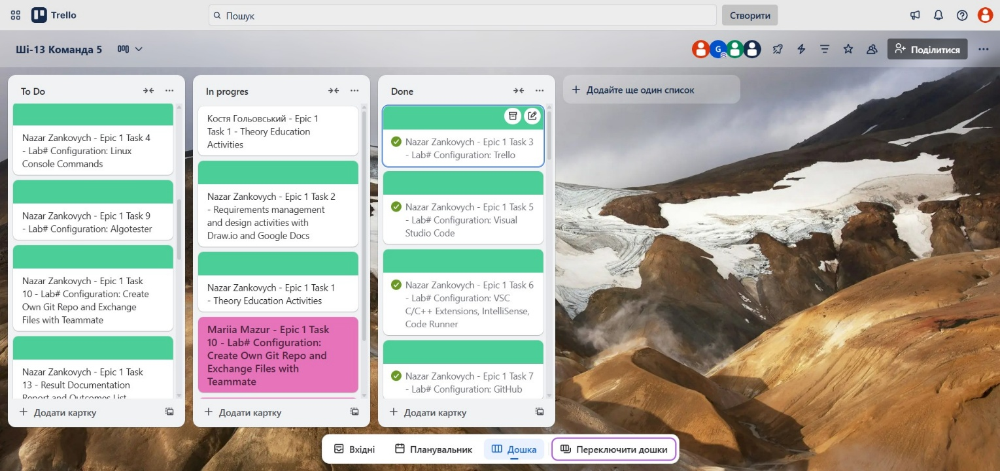 Trello
Пошук
Створити
Ші-13 Команда 5
G
Поділитися
To Do
Nazar Zankovych - Epic 1 Task 4
- Lab# Configuration: Linux
Console Commands
Nazar Zankovych - Epic 1 Task 9
- Lab# Configuration: Algotester
Nazar Zankovych - Epic 1 Task
10 - Lab# Configuration: Create
Own Git Repo and Exchange
Files with Teammate
Nazar Zankovych - Epic 1 Task
13 - Result Documentation
Report and Outcomes List
Додати картку
In progres
Костя Гольовський - Epic 1
Task 1 - Theory Education
Activities
Nazar Zankovych - Epic 1 Task 2
- Requirements management
and design activities with
Draw.io and Google Docs
Nazar Zankovych - Epic 1 Task 1
- Theory Education Activities
Mariia Mazur - Epic 1 Task
10 - Lab# Configuration:
Create Own Git Repo and
Exchange Files with
Teammate
Додати картку
Done
Nazar Zankovych - Epic 1 Task 3
- Lab# Configuration: Trello
Nazar Zankovych - Epic 1 Task 5
- Lab# Configuration: Visual
Studio Code
Nazar Zankovych - Epic 1 Task 6
- Lab# Configuration: VSC
C/C++ Extensions, IntelliSense,
Code Runner
Nazar Zankovych - Epic 1 Task 7
- Lab# Configuration: GitHub
Додати картку
Додайте ще один список
Вхідні
Планувальник
Дошка
Переключити дошки